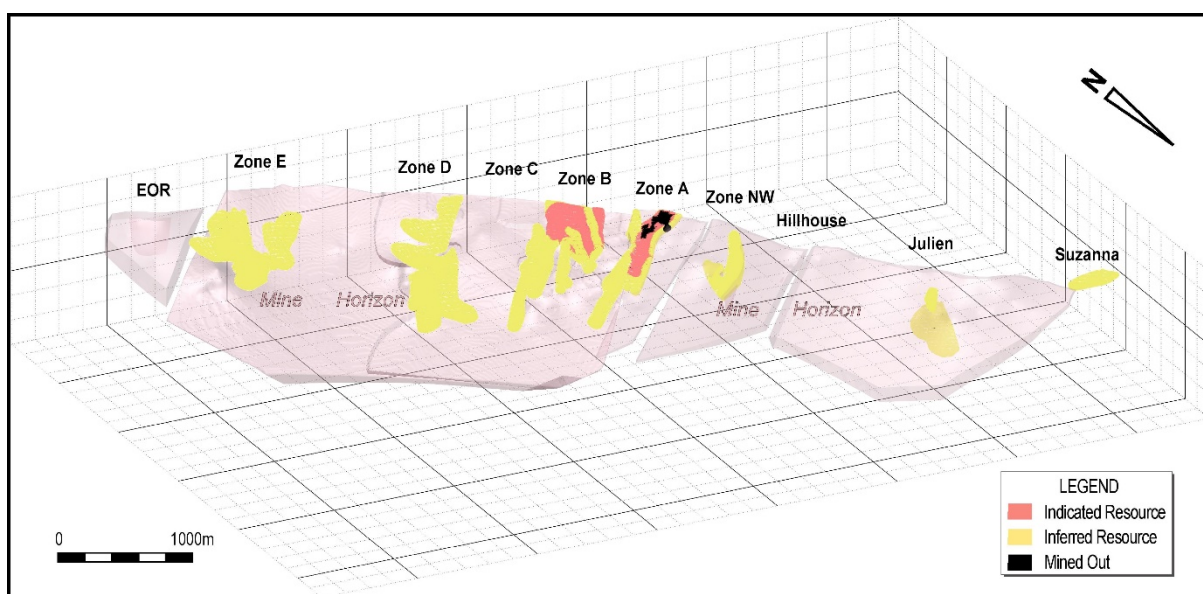 N
EOR
Zone E
Zone D
Zone C
Zone B
Zone A
Zone NW
Hillhouse
Julien
Suzanna
Mine Horizon
Mine Horizon
0 1000m
LEGEND
Indicated Resource
Inferred Resource
Mined Out